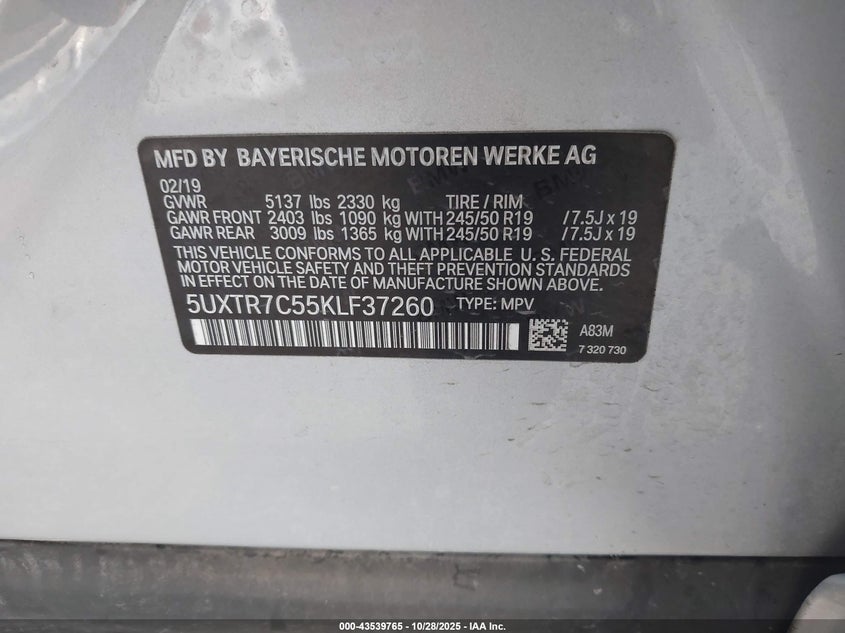 MFD BY BAYERISCHE MOTOREN WERKE AG
02/19
GVWR 5137 lbs 2330 kg TIRE / RIM
GAWR FRONT 2403 lbs 1090 kg WITH 245/50 R19 /7.5J x 19
GAWR REAR 3009 lbs 1365 kg WITH 245/50 R19 /7.5J x 19
THIS VEHICLE CONFORMS TO ALL APPLICABLE U. S. FEDERAL
MOTOR VEHICLE SAFETY AND THEFT PREVENTION STANDARDS
IN EFFECT ON THE DATE OF MANUFACTURE SHOWN ABOVE.
5UXTR7C55KLF37260 TYPE: MPV
A83M
7 320 730
000-43539765 - 10/28/2025 - IAA Inc.